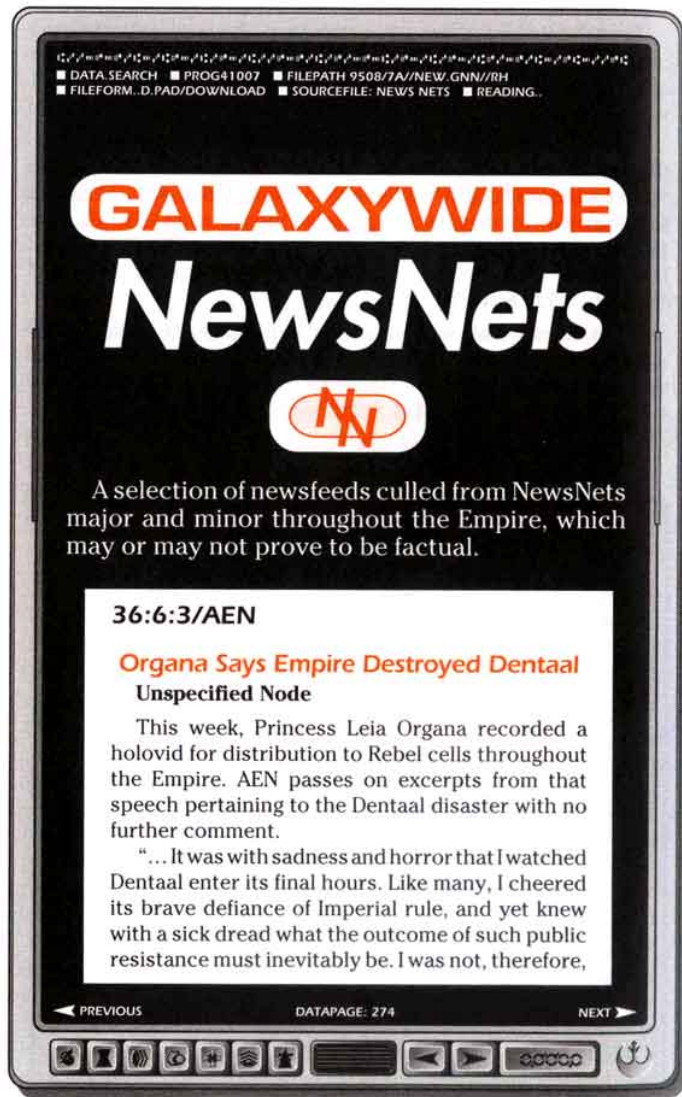 ■ DATA SEARCH ■ PROG41007 ■ FILEPATH 9508/7A//NEW.GNN//RH
■ FILEFORM..D.PAD/DOWNLOAD ■ SOURCEFILE: NEWS NETS ■ READING..
GALAXYWIDE
NewsNets
NN
A selection of newsfeeds culled from NewsNets
major and minor throughout the Empire, which
may or may not prove to be factual.
36:6:3/AEN
Organa Says Empire Destroyed Dentaal
Unspecified Node
This week, Princess Leia Organa recorded a
holovid for distribution to Rebel cells throughout
the Empire. AEN passes on excerpts from that
speech pertaining to the Dentaal disaster with no
further comment.
“... It was with sadness and horror that I watched
Dentaal enter its final hours. Like many, I cheered
its brave defiance of Imperial rule, and yet knew
with a sick dread what the outcome of such public
resistance must inevitably be. I was not, therefore,
PREVIOUS DATAPAGE: 274 NEXT